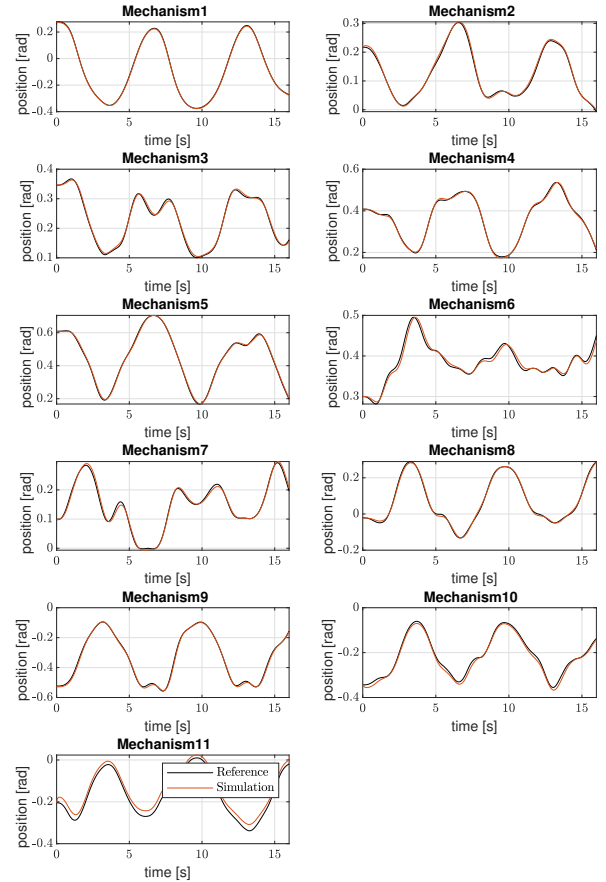 Mechanism1
position [rad]
0.2
0
-0.2
-0.4
0 5 10 15
time [s]
Mechanism2
position [rad]
0.3
0.2
0.1
0
0 5 10 15
time [s]
Mechanism3
position [rad]
0.4
0.3
0.2
0.1
0 5 10 15
time [s]
Mechanism4
position [rad]
0.6
0.4
0.2
0 5 10 15
time [s]
Mechanism5
position [rad]
0.6
0.4
0.2
0 5 10 15
time [s]
Mechanism6
position [rad]
0.5
0.4
0.3
0 5 10 15
time [s]
Mechanism7
position [rad]
0.2
0.1
0
0 5 10 15
time [s]
Mechanism8
position [rad]
0.2
0
-0.2
0 5 10 15
time [s]
Mechanism9
position [rad]
0
-0.2
-0.4
-0.6
0 5 10 15
time [s]
Mechanism10
position [rad]
0
-0.2
-0.4
0 5 10 15
time [s]
Mechanism11
position [rad]
0
-0.2
-0.4
0 5 10 15
time [s]
Reference
Simulation